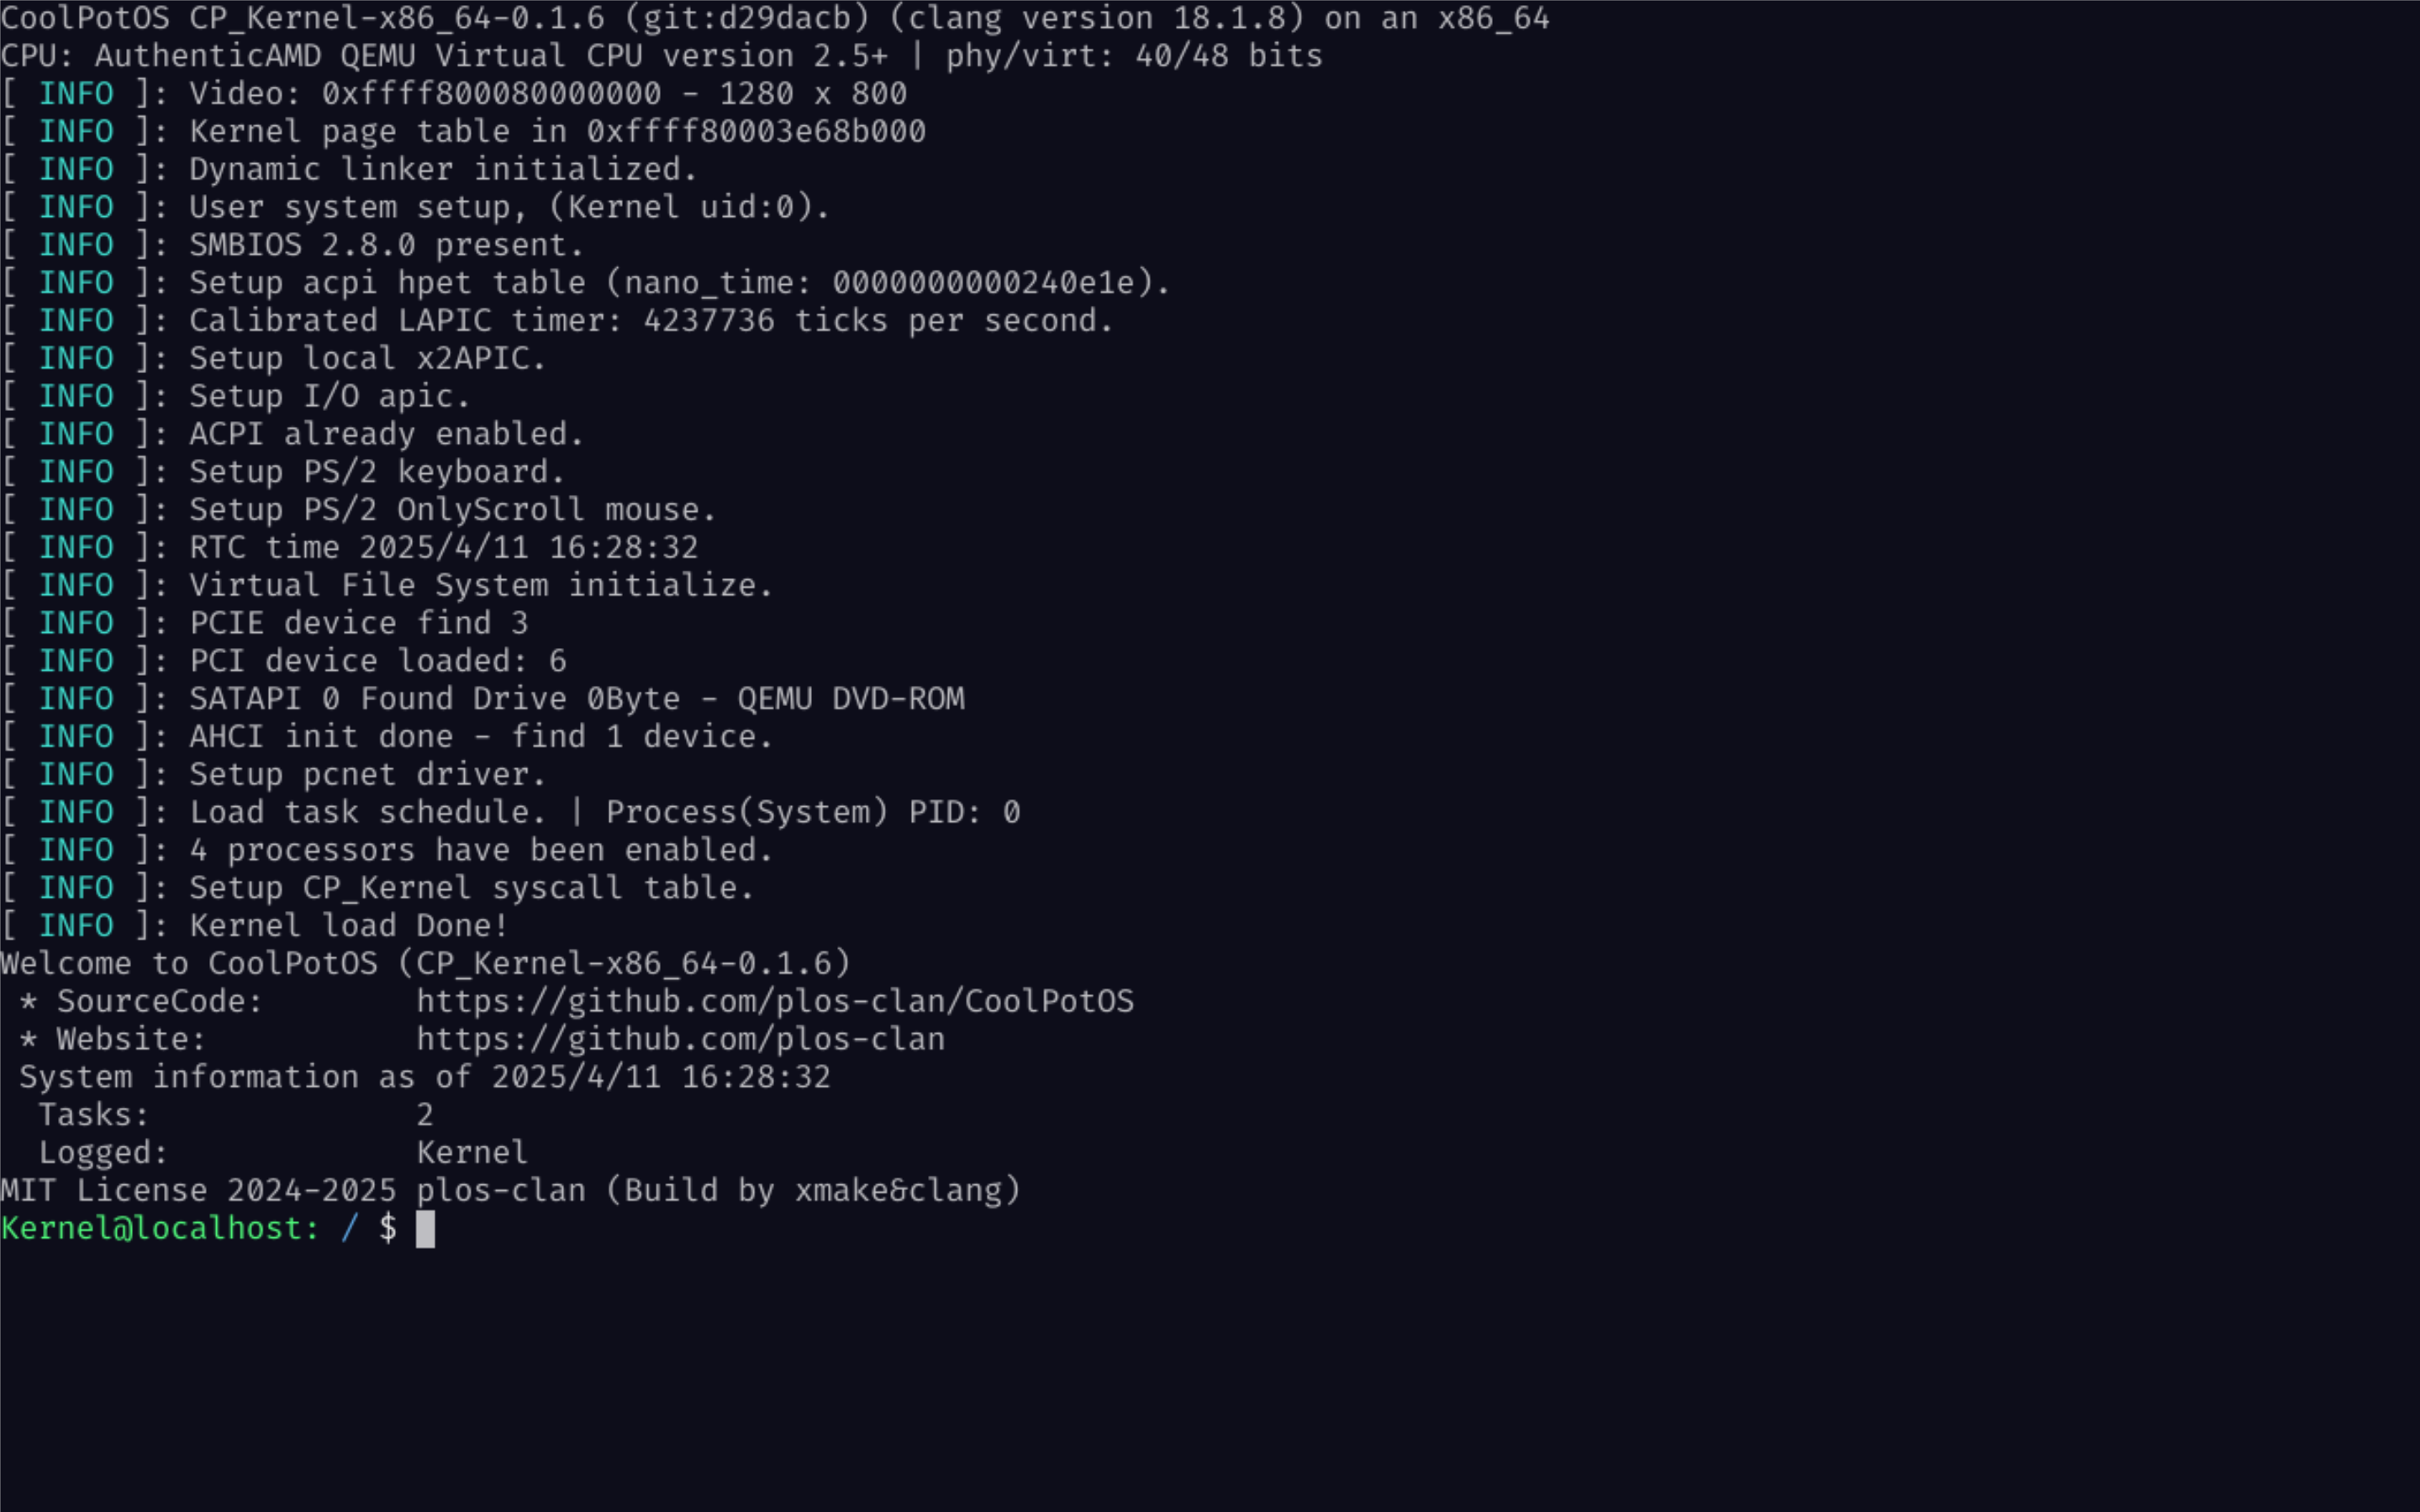 CoolPotOS CP_Kernel-x86_64-0.1.6 (git:d29dacb) (clang version 18.1.8) on an x86_64
CPU: AuthenticAMD QEMU Virtual CPU version 2.5+ | phy/virt: 40/48 bits
[ INFO ]: Video: 0xffff800080000000 - 1280 x 800
[ INFO ]: Kernel page table in 0xffff80003e68b000
[ INFO ]: Dynamic linker initialized.
[ INFO ]: User system setup, (Kernel uid:0).
[ INFO ]: SMBIOS 2.8.0 present.
[ INFO ]: Setup acpi hpet table (nano_time: 0000000000240e1e).
[ INFO ]: Calibrated LAPIC timer: 4237736 ticks per second.
[ INFO ]: Setup local x2APIC.
[ INFO ]: Setup I/O apic.
[ INFO ]: ACPI already enabled.
[ INFO ]: Setup PS/2 keyboard.
[ INFO ]: Setup PS/2 OnlyScroll mouse.
[ INFO ]: RTC time 2025/4/11 16:28:32
[ INFO ]: Virtual File System initialize.
[ INFO ]: PCIE device find 3
[ INFO ]: PCI device loaded: 6
[ INFO ]: SATAPI 0 Found Drive 0Byte - QEMU DVD-ROM
[ INFO ]: AHCI init done - find 1 device.
[ INFO ]: Setup pcnet driver.
[ INFO ]: Load task schedule. | Process(System) PID: 0
[ INFO ]: 4 processors have been enabled.
[ INFO ]: Setup CP_Kernel syscall table.
[ INFO ]: Kernel load Done!
Welcome to CoolPotOS (CP_Kernel-x86_64-0.1.6)
 * SourceCode:        https://github.com/plos-clan/CoolPotOS
 * Website:           https://github.com/plos-clan
 System information as of 2025/4/11 16:28:32
  Tasks:              2
  Logged:             Kernel
MIT License 2024-2025 plos-clan (Build by xmake&clang)
Kernel@localhost: / $